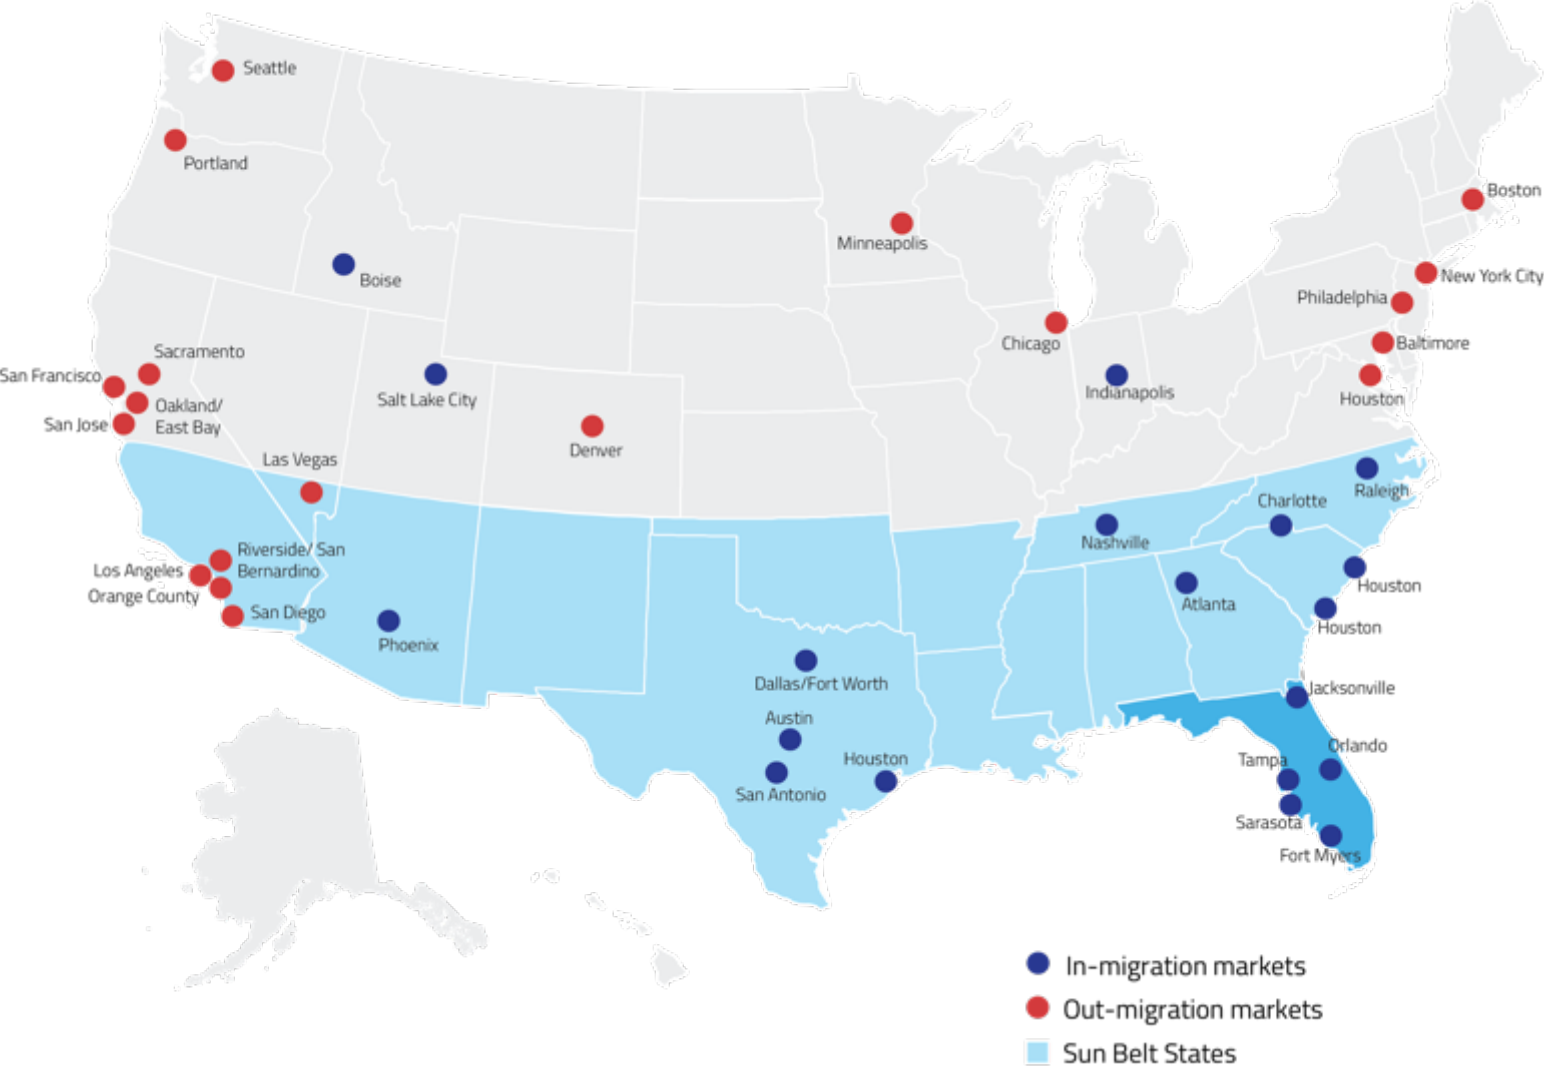 Seattle
Portland
Boise
Minneapolis
Boston
New York City
Philadelphia
Baltimore
Houston
Chicago
Indianapolis
Sacramento
San Francisco
Oakland/
East Bay
San Jose
Salt Lake City
Denver
Las Vegas
Riverside/ San
Bernardino
Los Angeles
Orange County
San Diego
Phoenix
Raleigh
Charlotte
Nashville
Atlanta
Houston
Houston
Dallas/Fort Worth
Austin
San Antonio
Houston
Jacksonville
Orlando
Tampa
Sarasota
Fort Myers
In-migration markets
Out-migration markets
Sun Belt States